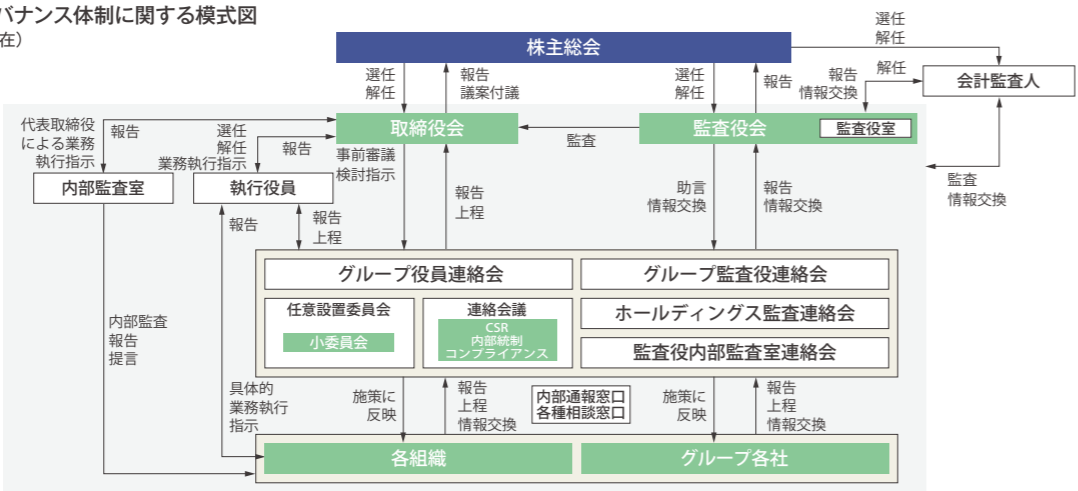 バナンス体制に関する模式図
在）
株主総会
選任
解任
選任
解任
報告
議案付議
選任
解任
報告
報告
情報交換
解任
会計監査人
代表取締役
による業務
執行指示
報告
選任
解任
業務執行指示
報告
取締役会
監査
監査役会
監査役室
監査
情報交換
内部監査室
執行役員
事前審議
検討指示
報告
上程
助言
情報交換
報告
情報交換
報告
報告
上程
グループ役員連絡会
グループ監査役連絡会
任意設置委員会
小委員会
連絡会議
CSR
内部統制
コンプライアンス
ホールディングス監査連絡会
監査役内部監査室連絡会
内部監査
報告
提言
具体的
業務執行
指示
施策に
反映
報告
上程
情報交換
内部通報窓口
各種相談窓口
施策に
反映
報告
上程
情報交換
各組織
グループ各社